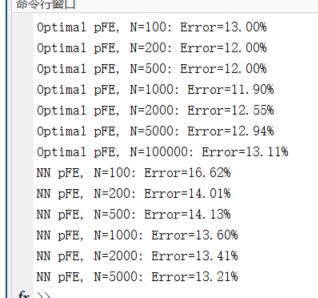 命令行窗口
Optimal pFE, N=100: Error=13.00%
Optimal pFE, N=200: Error=12.00%
Optimal pFE, N=500: Error=12.00%
Optimal pFE, N=1000: Error=11.90%
Optimal pFE, N=2000: Error=12.55%
Optimal pFE, N=5000: Error=12.94%
Optimal pFE, N=100000: Error=13.11%
NN pFE, N=100: Error=16.62%
NN pFE, N=200: Error=14.01%
NN pFE, N=500: Error=14.13%
NN pFE, N=1000: Error=13.60%
NN pFE, N=2000: Error=13.41%
NN pFE, N=5000: Error=13.21%
fx >>